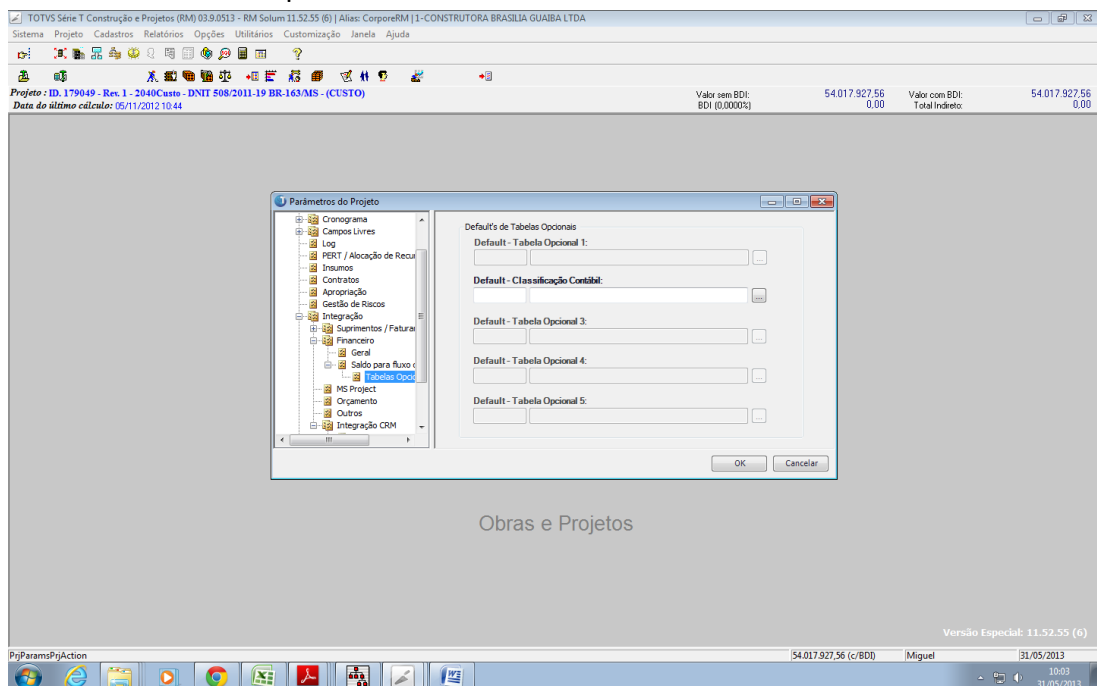 TOTVS Série T Construção e Projetos (RM) 03.9.0513 - RM Solum 11.52.55 (6) | Alias: CorporeRM | 1-CONSTRUTORA BRASILIA GUAIBA LTDA
Sistema Projeto Cadastros Relatórios Opções Utilitários Customização Janela Ajuda
Projeto : ID. 179049 - Rev. 1 - 2040Custo - DNIT 508/2011-19 BR-163/MS - (CUSTO)
Valor sem BDI: 54.017.927,56 Valor com BDI: 54.017.927,56
Data do último cálculo: 05/11/2012 10:44
BDI (0,0000%) 0,00 Total Indireto: 0,00
Parâmetros do Projeto
Cronograma
Campos Livres
Log
PERT / Alocação de Recu
Insumos
Contratos
Apropriação
Gestão de Riscos
Integração
Suprimentos / Fatura
Financeiro
Geral
Saldo para fluxo
Tabelas Opci
MS Project
Orçamento
Outros
Integração CRM
Default's de Tabelas Opcionais
Default - Tabela Opcional 1:
...
Default - Classificação Contábil:
...
Default - Tabela Opcional 3:
...
Default - Tabela Opcional 4:
...
Default - Tabela Opcional 5:
...
OK Cancelar
Obras e Projetos
Versão Especial: 11.52.55 (6)
PrjParamsPrjAction
54.017.927,56 (c/BDI) Miguel 31/05/2013
10:03
31/05/2013